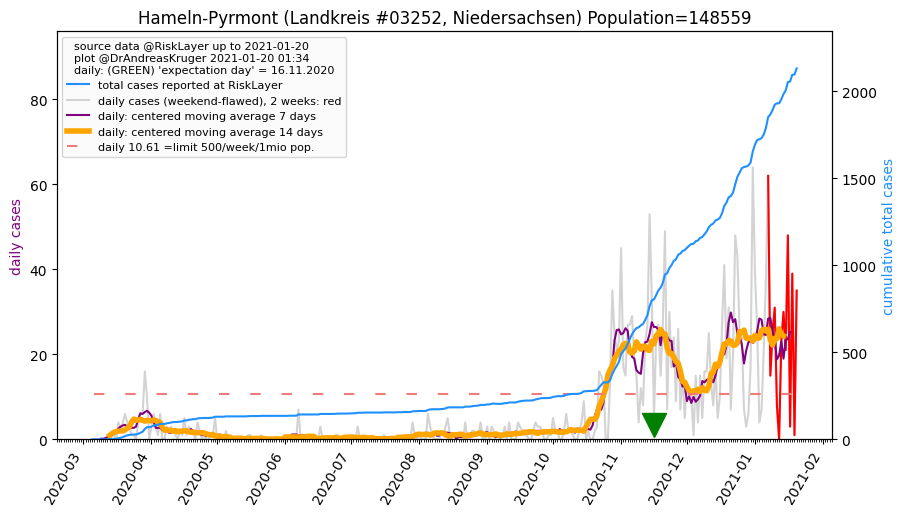 Hameln-Pyrmont (Landkreis #03252, Niedersachsen) Population=148559
source data @RiskLayer up to 2021-01-20
plot @DrAndreasKruger 2021-01-20 01:34
daily: (GREEN) 'expectation day' = 16.11.2020
total cases reported at RiskLayer
daily cases (weekend-flawed), 2 weeks: red
daily: centered moving average 7 days
daily: centered moving average 14 days
daily 10.61 =limit 500/week/1mio pop.
daily cases
80
60
40
20
0
cumulative total cases
2000
1500
1000
500
0
2020-03
2020-04
2020-05
2020-06
2020-07
2020-08
2020-09
2020-10
2020-11
2020-12
2021-01
2021-02